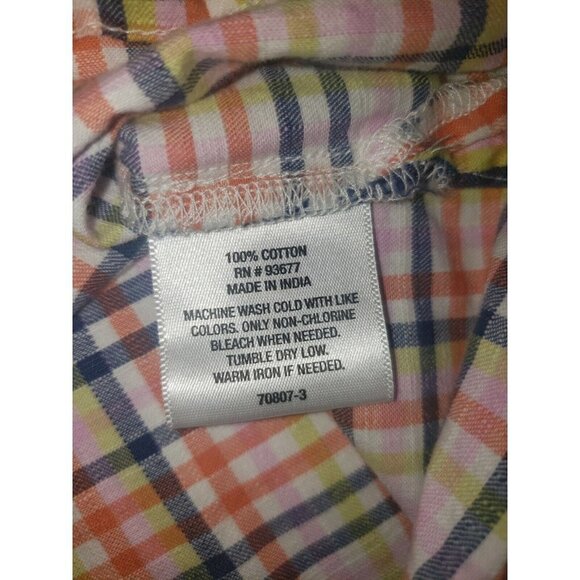 100% COTTON
RN # 93677
MADE IN INDIA
MACHINE WASH COLD WITH LIKE
COLORS. ONLY NON-CHLORINE
BLEACH WHEN NEEDED.
TUMBLE DRY LOW.
WARM IRON IF NEEDED.
70807-3